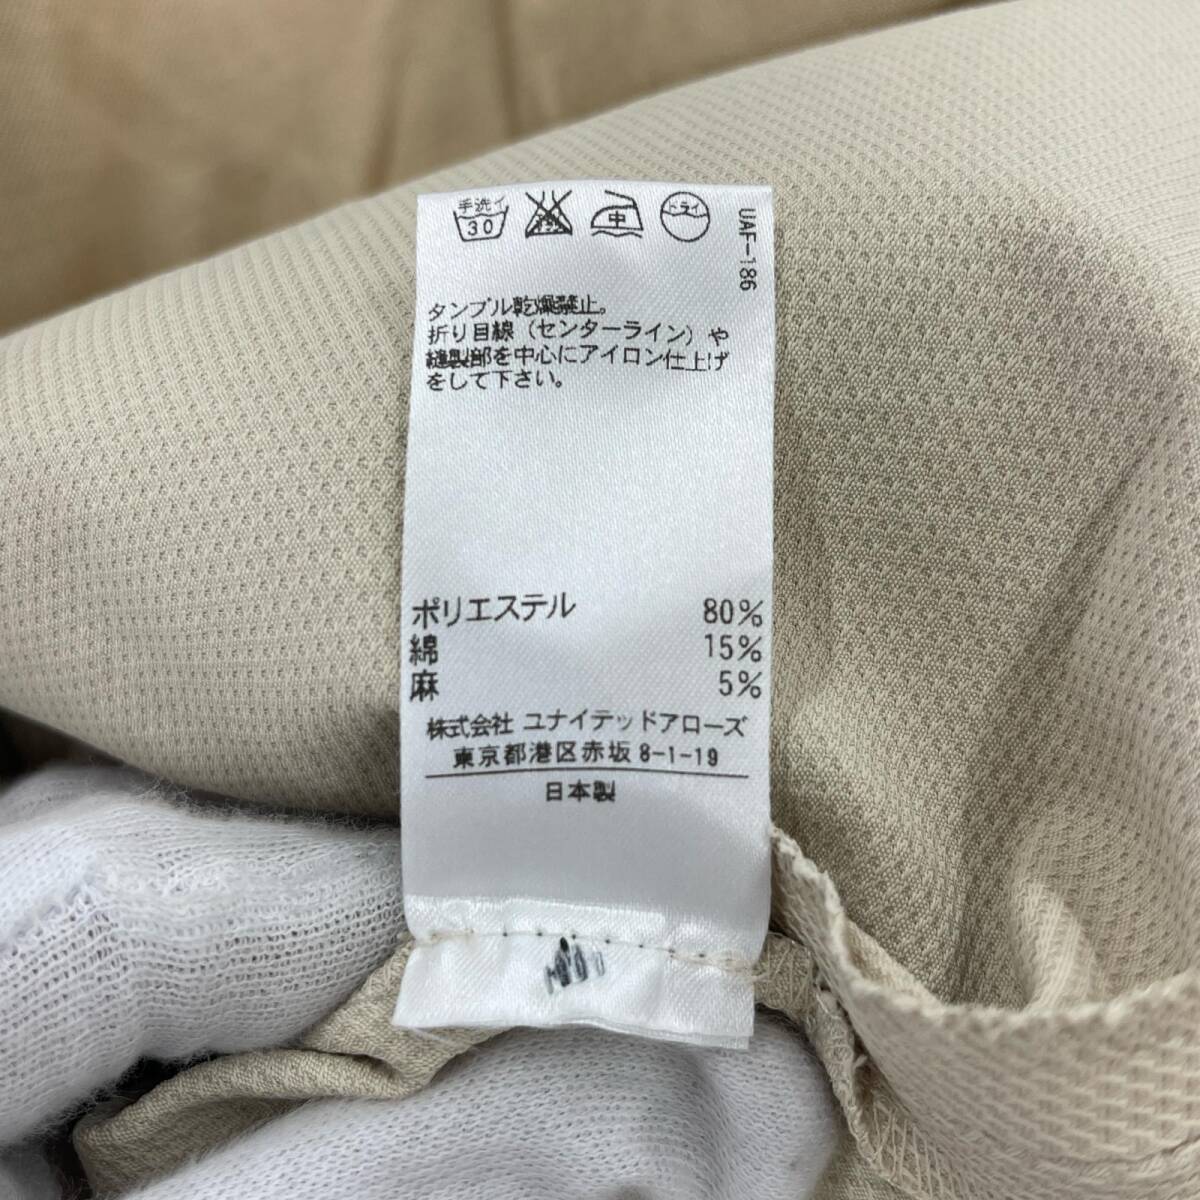 手洗イ
30
中
ドライ
UAF-186
タンブル乾燥禁止。
折り目線（センターライン）や
縫製部を中心にアイロン仕上げ
をして下さい。
ポリエステル 80%
綿 15%
麻 5%
株式会社 ユナイテッドアローズ
東京都港区赤坂8-1-19
日本製